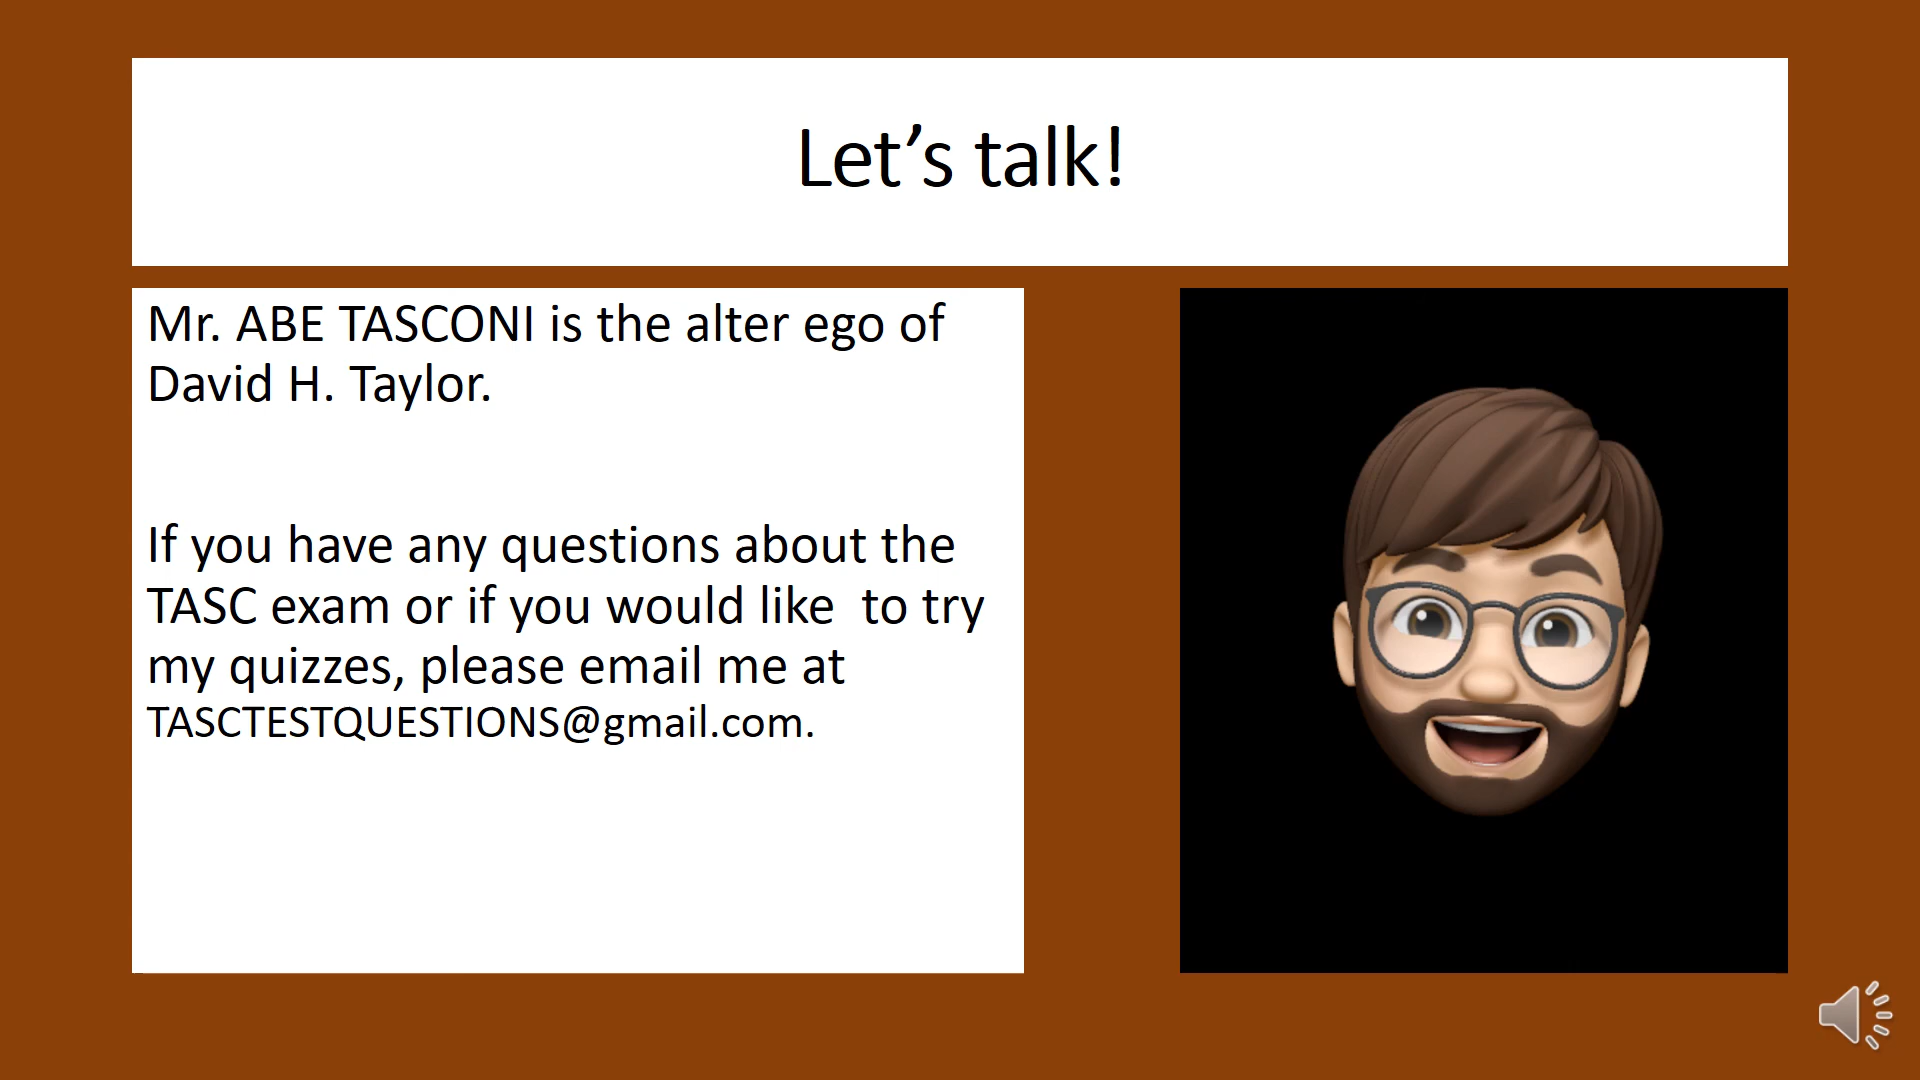 Let’s talk!
Mr. ABE TASCONI is the alter ego of
David H. Taylor.
If you have any questions about the
TASC exam or if you would like  to try
my quizzes, please email me at
TASCTESTQUESTIONS@gmail.com.